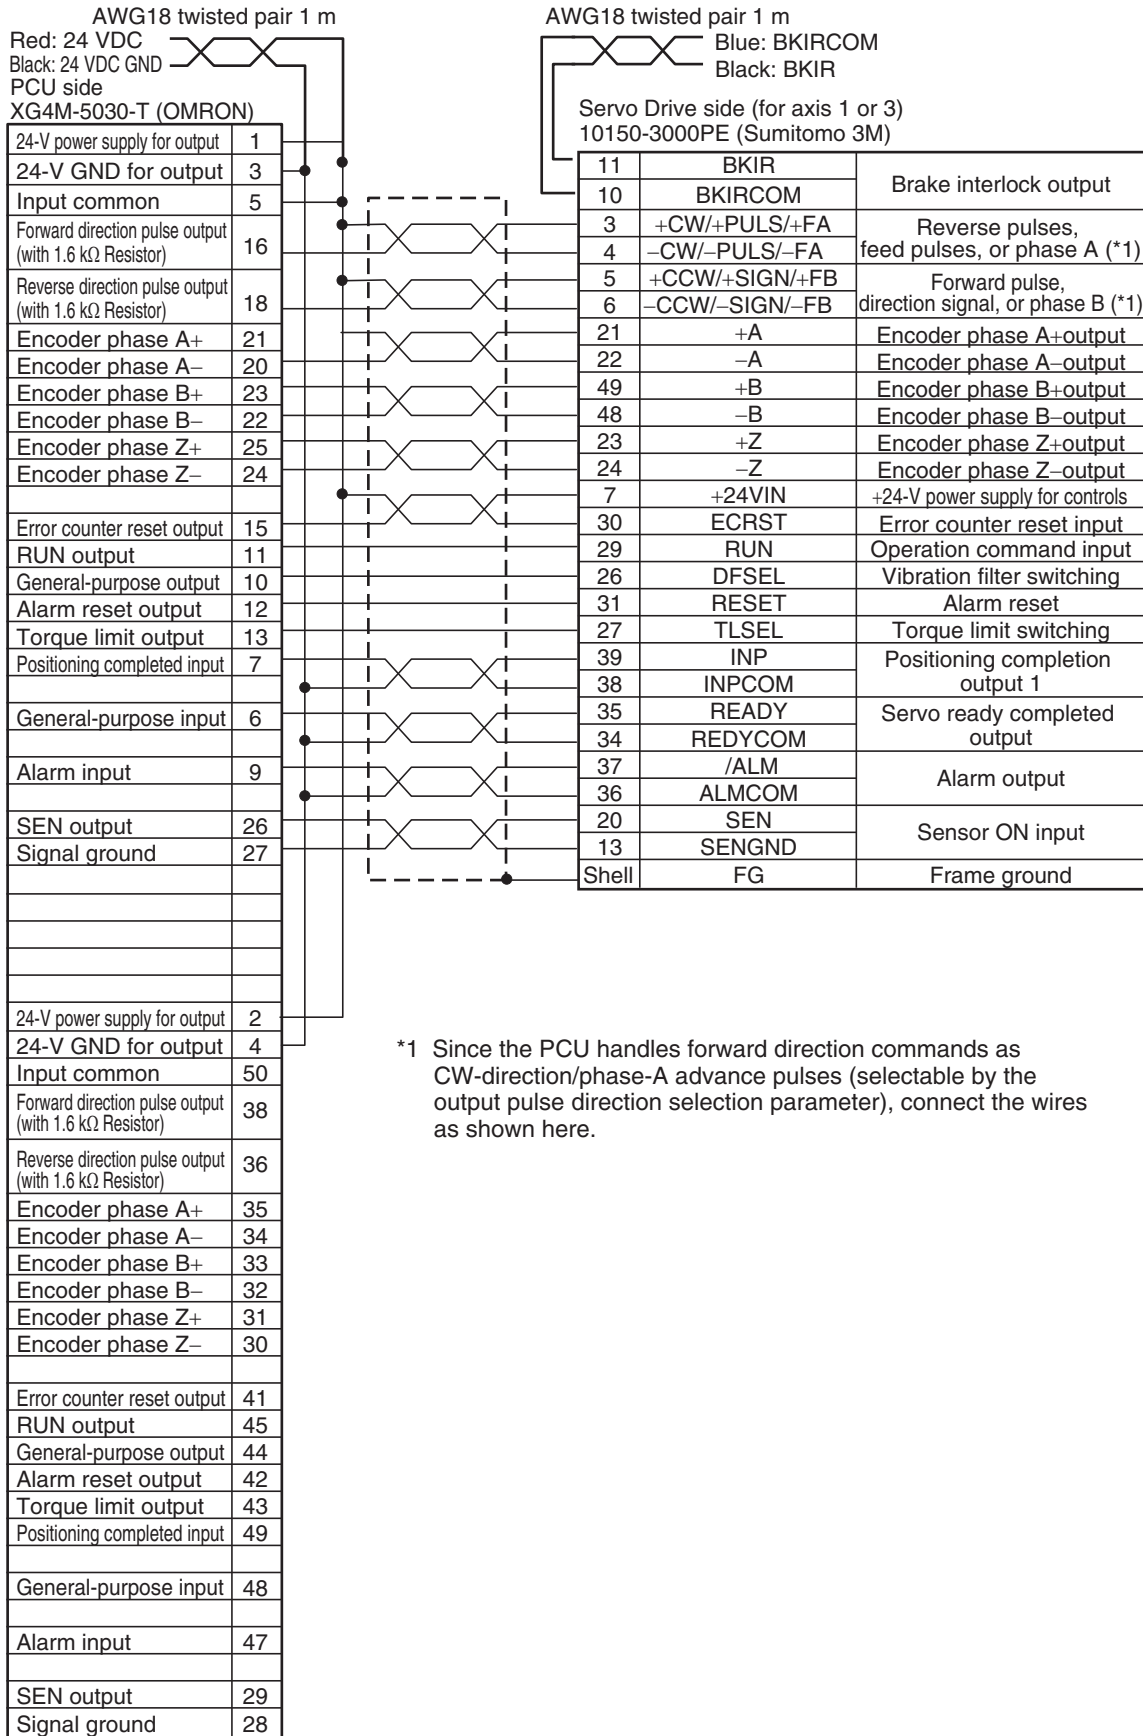 AWG18 twisted pair 1 m
Red: 24 VDC
Black: 24 VDC GND
PCU side
XG4M-5030-T (OMRON)
24-V power supply for output 1
24-V GND for output 3
Input common 5
Forward direction pulse output
(with 1.6 kΩ Resistor) 16
Reverse direction pulse output
(with 1.6 kΩ Resistor) 18
Encoder phase A+ 21
Encoder phase A− 20
Encoder phase B+ 23
Encoder phase B− 22
Encoder phase Z+ 25
Encoder phase Z− 24
Error counter reset output 15
RUN output 11
General-purpose output 10
Alarm reset output 12
Torque limit output 13
Positioning completed input 7
General-purpose input 6
Alarm input 9
SEN output 26
Signal ground 27
24-V power supply for output 2
24-V GND for output 4
Input common 50
Forward direction pulse output
(with 1.6 kΩ Resistor) 38
Reverse direction pulse output
(with 1.6 kΩ Resistor) 36
Encoder phase A+ 35
Encoder phase A− 34
Encoder phase B+ 33
Encoder phase B− 32
Encoder phase Z+ 31
Encoder phase Z− 30
Error counter reset output 41
RUN output 45
General-purpose output 44
Alarm reset output 42
Torque limit output 43
Positioning completed input 49
General-purpose input 48
Alarm input 47
SEN output 29
Signal ground 28
AWG18 twisted pair 1 m
Blue: BKIRCOM
Black: BKIR
Servo Drive side (for axis 1 or 3)
10150-3000PE (Sumitomo 3M)
11 BKIR
10 BKIRCOM
Brake interlock output
3 +CW/+PULS/+FA
4 −CW/−PULS/−FA
Reverse pulses,
feed pulses, or phase A (*1)
5 +CCW/+SIGN/+FB
6 −CCW/−SIGN/−FB
Forward pulse,
direction signal, or phase B (*1)
21 +A Encoder phase A+output
22 −A Encoder phase A−output
49 +B Encoder phase B+output
48 −B Encoder phase B−output
23 +Z Encoder phase Z+output
24 −Z Encoder phase Z−output
7 +24VIN +24-V power supply for controls
30 ECRST Error counter reset input
29 RUN Operation command input
26 DFSEL Vibration filter switching
31 RESET Alarm reset
27 TLSEL Torque limit switching
39 INP
38 INPCOM
Positioning completion
output 1
35 READY
34 REDYCOM
Servo ready completed
output
37 /ALM
36 ALMCOM
Alarm output
20 SEN
13 SENGND
Sensor ON input
Shell FG Frame ground
*1 Since the PCU handles forward direction commands as
CW-direction/phase-A advance pulses (selectable by the
output pulse direction selection parameter), connect the wires
as shown here.